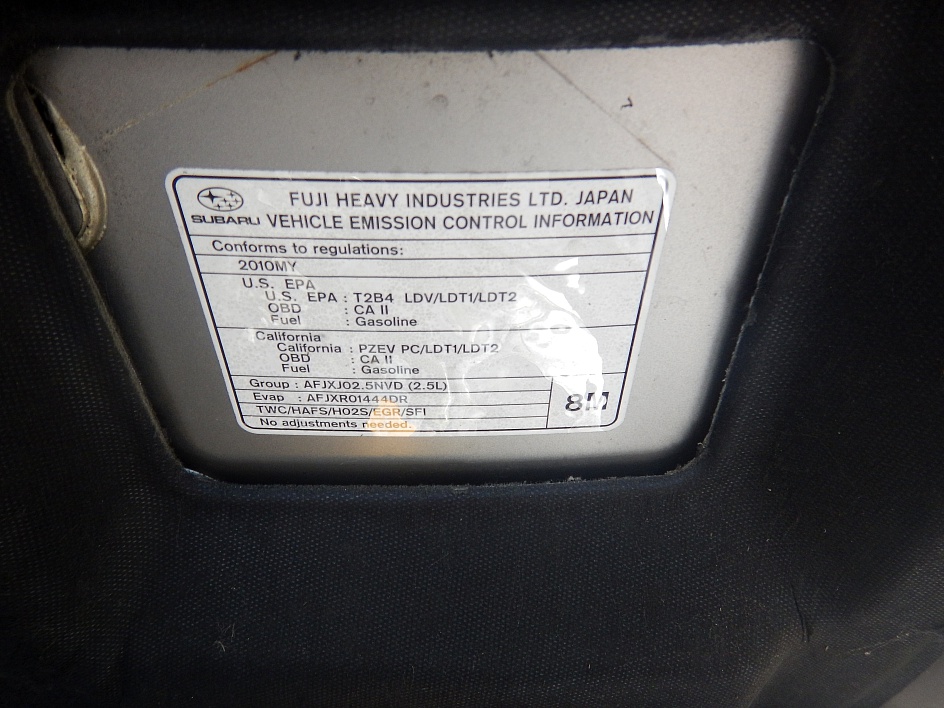 FUJI HEAVY INDUSTRIES LTD. JAPAN
SUBARU VEHICLE EMISSION CONTROL INFORMATION
Conforms to regulations:
2010MY
U.S. EPA
U.S. EPA : T2B4 LDV/LDT1/LDT2
OBD : CA II
Fuel : Gasoline
California
California : PZEV PC/LDT1/LDT2
OBD : CA II
Fuel : Gasoline
Group : AFJXJ02.5NVD (2.5L)
Evap : AFJXR01444DR
TWC/HAFS/HO2S/EGR/SFI
No adjustments needed.
8M